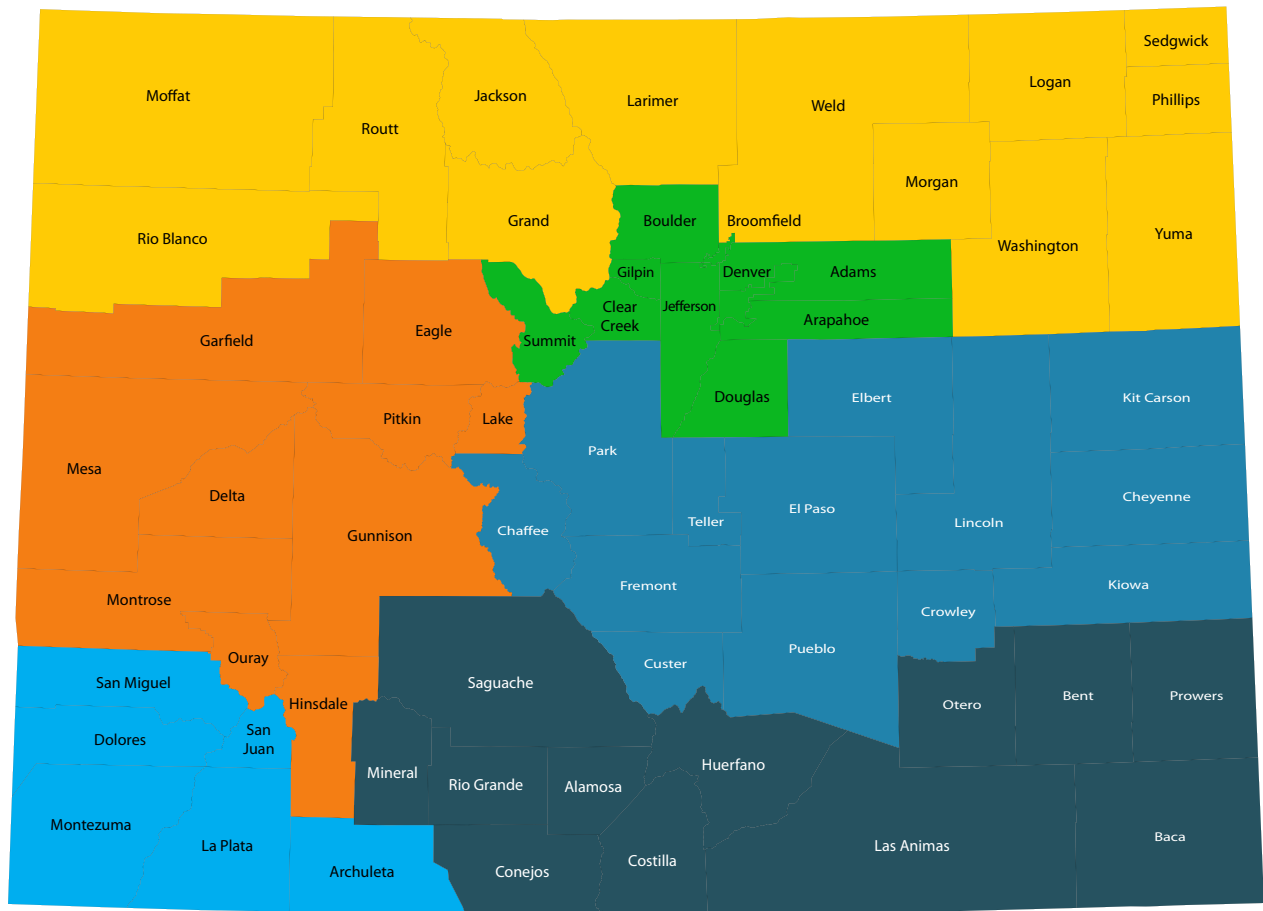 Sedgwick
Logan
Moffat
Jackson
Larimer
Weld
Phillips
Routt
Morgan
Grand
Boulder
Broomfield
Rio Blanco
Washington
Yuma
Gilpin
Denver
Adams
Clear
Creek
Jefferson
Arapahoe
Garfield
Eagle
Summit
Douglas
Elbert
Kit Carson
Pitkin
Lake
Park
Mesa
Delta
Cheyenne
Gunnison
Chaffee
Teller
El Paso
Lincoln
Montrose
Fremont
Kiowa
Crowley
Ouray
Custer
Pueblo
San Miguel
Saguache
Hinsdale
Otero
Bent
Prowers
Dolores
San
Juan
Mineral
Rio Grande
Alamosa
Huerfano
Montezuma
La Plata
Archuleta
Conejos
Costilla
Las Animas
Baca